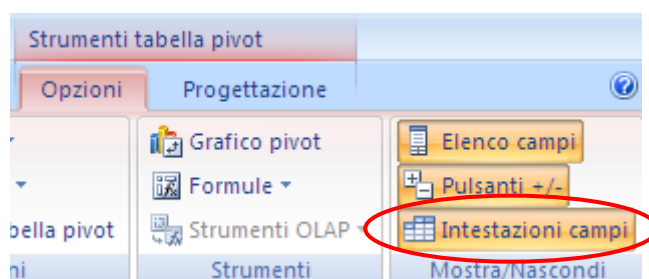 Strumenti tabella pivot
Opzioni Progettazione
Grafico pivot Elenco campi
Formule Pulsanti +/-
bella pivot Strumenti OLAP Intestazioni campi
ni Strumenti Mostra/Nascondi